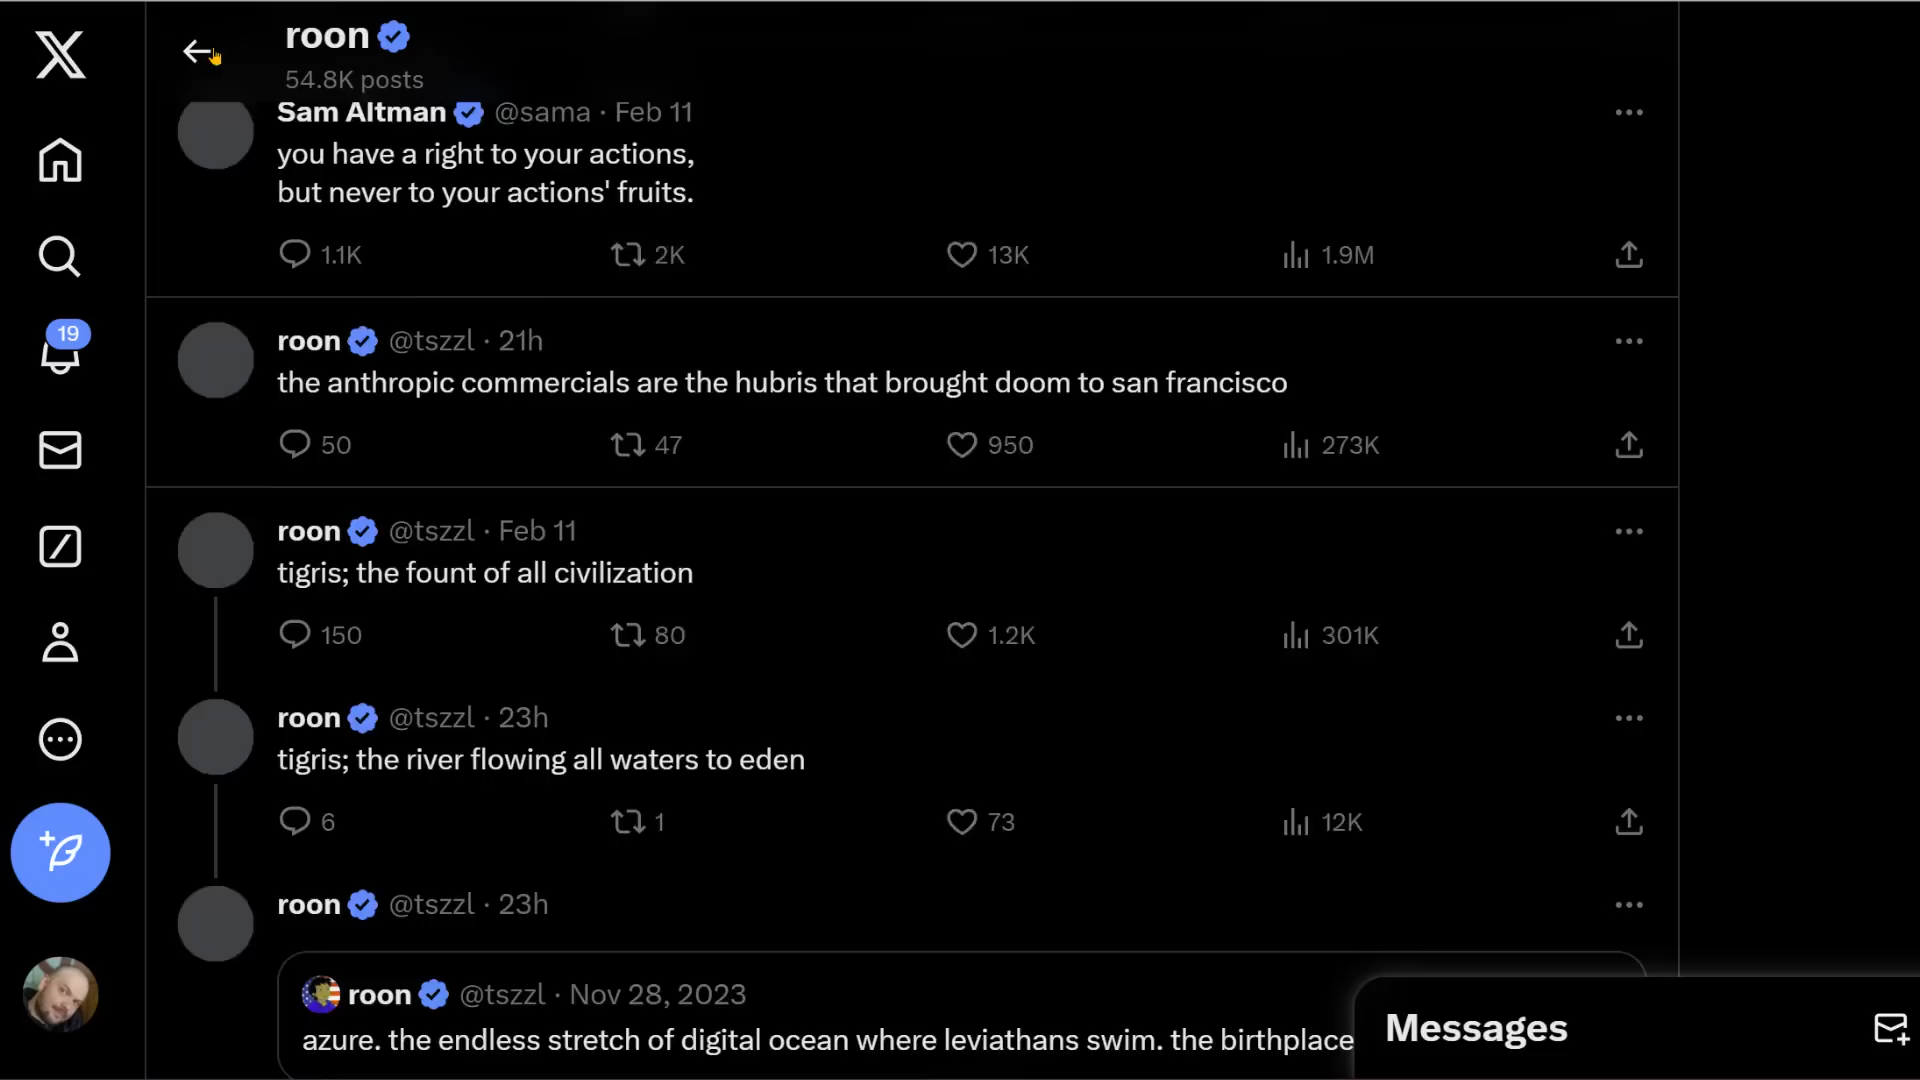 roon
54.8K posts
Sam Altman @sama · Feb 11
you have a right to your actions,
but never to your actions' fruits.
1.1K 2K 13K 1.9M
19
roon @tszzl · 21h
the anthropic commercials are the hubris that brought doom to san francisco
50 47 950 273K
roon @tszzl · Feb 11
tigris; the fount of all civilization
150 80 1.2K 301K
roon @tszzl · 23h
tigris; the river flowing all waters to eden
6 1 73 12K
roon @tszzl · 23h
roon @tszzl · Nov 28, 2023
azure. the endless stretch of digital ocean where leviathans swim. the birthplace
Messages